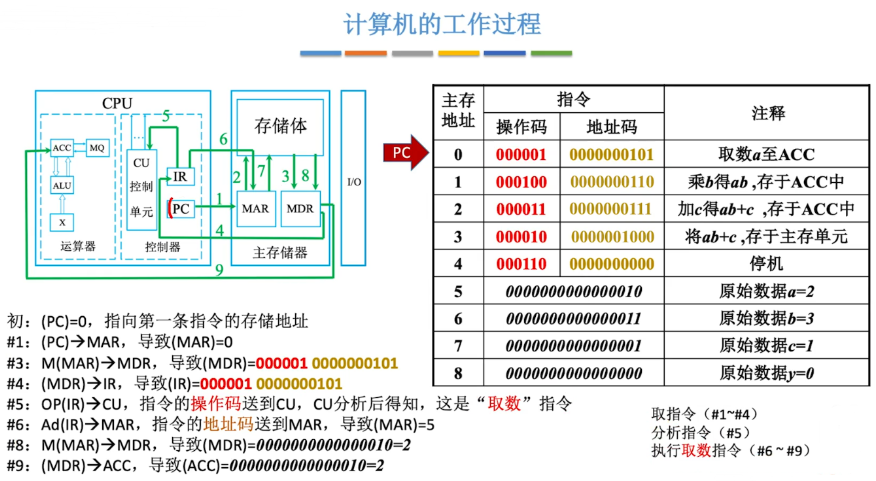 计算机的工作过程
CPU
ACC
MQ
ALU
X
运算器
CU
控制
单元
IR
PC
控制器
存储体
MAR
MDR
主存储器
I/O
5
6
2
7
3
8
1
4
9
PC
主存地址 指令 注释
操作码 地址码
0 000001 0000000101 取数a至ACC
1 000100 0000000110 乘b得ab ,存于ACC中
2 000011 0000000111 加c得ab+c ,存于ACC中
3 000010 0000001000 将ab+c ,存于主存单元
4 000110 0000000000 停机
5 0000000000000010 原始数据a=2
6 0000000000000011 原始数据b=3
7 0000000000000001 原始数据c=1
8 0000000000000000 原始数据y=0
初：(PC)=0，指向第一条指令的存储地址
#1：(PC)→MAR，导致(MAR)=0
#3：M(MAR)→MDR，导致(MDR)=000001 0000000101
#4：(MDR)→IR，导致(IR)=000001 0000000101
#5：OP(IR)→CU，指令的操作码送到CU，CU分析后得知，这是“取数”指令
#6：Ad(IR)→MAR，指令的地址码送到MAR，导致(MAR)=5
#8：M(MAR)→MDR，导致(MDR)=0000000000000010=2
#9：(MDR)→ACC，导致(ACC)=0000000000000010=2
取指令（#1~#4）
分析指令（#5）
执行取数指令（#6 ~ #9）